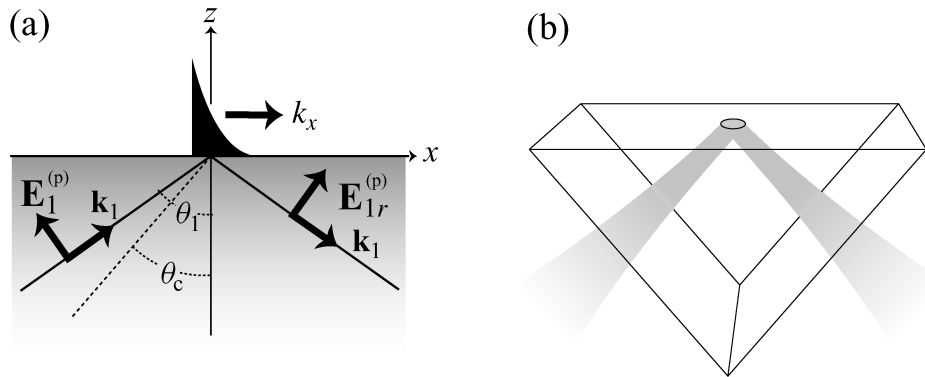 (a)
z
k_x
x
E_1^(p)
k_1
θ_1
E_1r^(p)
k_1
θ_c
(b)